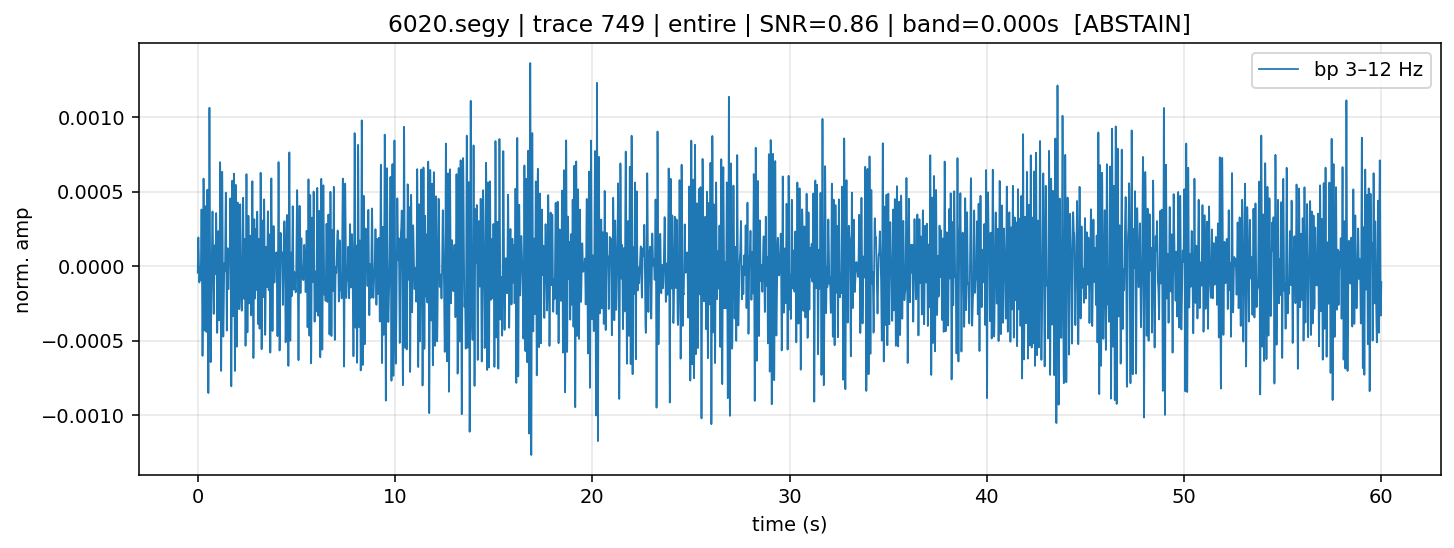 6020.segy | trace 749 | entire | SNR=0.86 | band=0.000s  [ABSTAIN]
bp 3–12 Hz
norm. amp
0.0010
0.0005
0.0000
−0.0005
−0.0010
0 10 20 30 40 50 60
time (s)